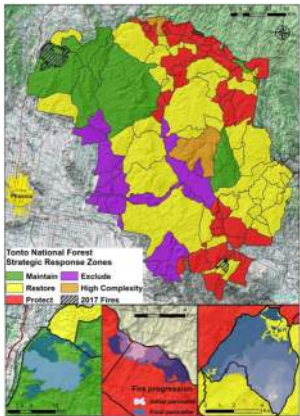 Phoenix
Tonto National Forest
Strategic Response Zones
Maintain
Exclude
Restore
High Complexity
Protect
2017 Fires
Fire progression
Initial perimeter
Final perimeter